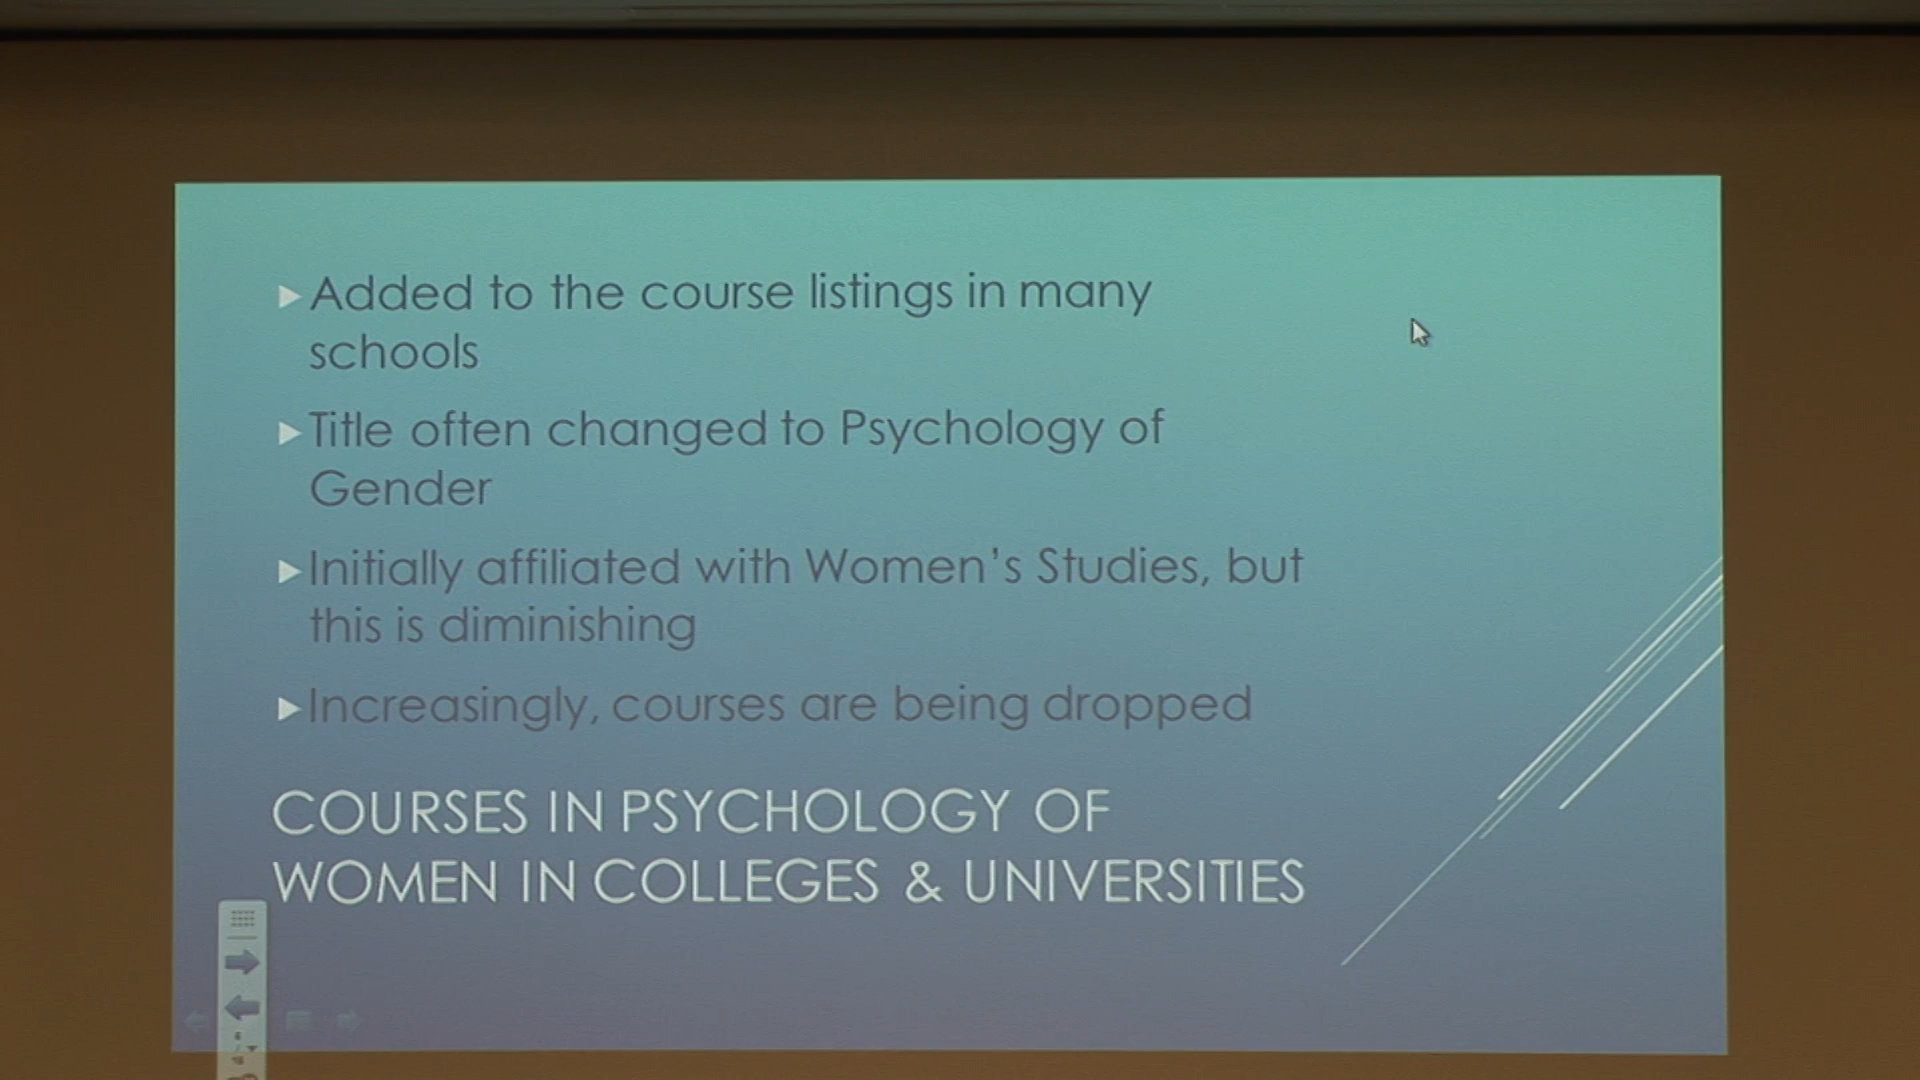 Added to the course listings in many
schools
Title often changed to Psychology of
Gender
Initially affiliated with Women's Studies, but
this is diminishing
Increasingly, courses are being dropped
COURSES IN PSYCHOLOGY OF
WOMEN IN COLLEGES & UNIVERSITIES